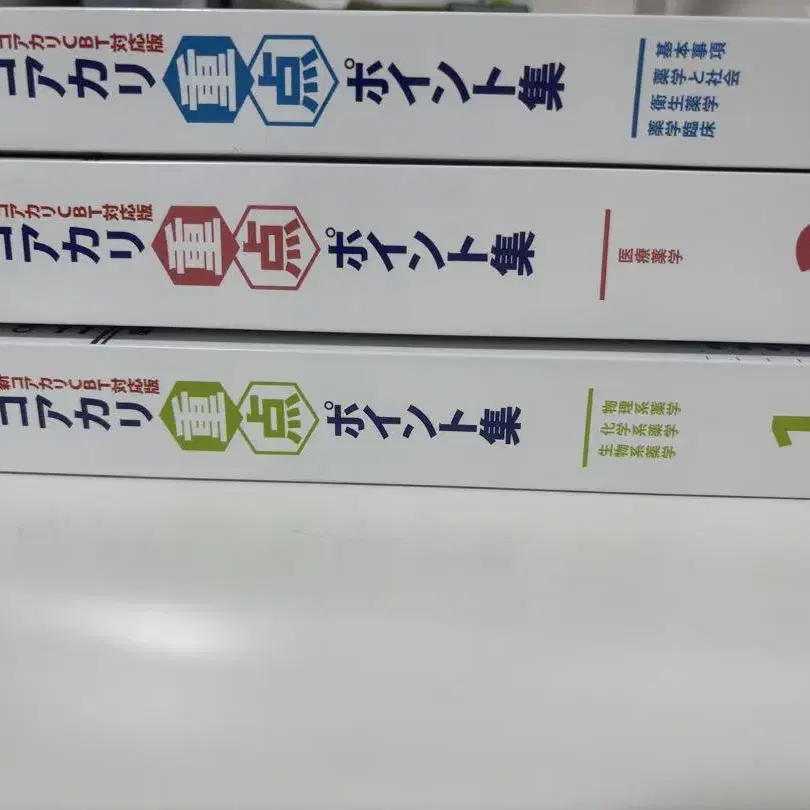 コアカリCBT対応版
コアカリ重点ポイント集
基本事項
薬学と社会
衛生薬学
薬学臨床
コアカリCBT対応版
コアカリ重点ポイント集
医療薬学
新コアカリCBT対応版
コアカリ重点ポイント集
物理系薬学
化学系薬学
生物系薬学
1